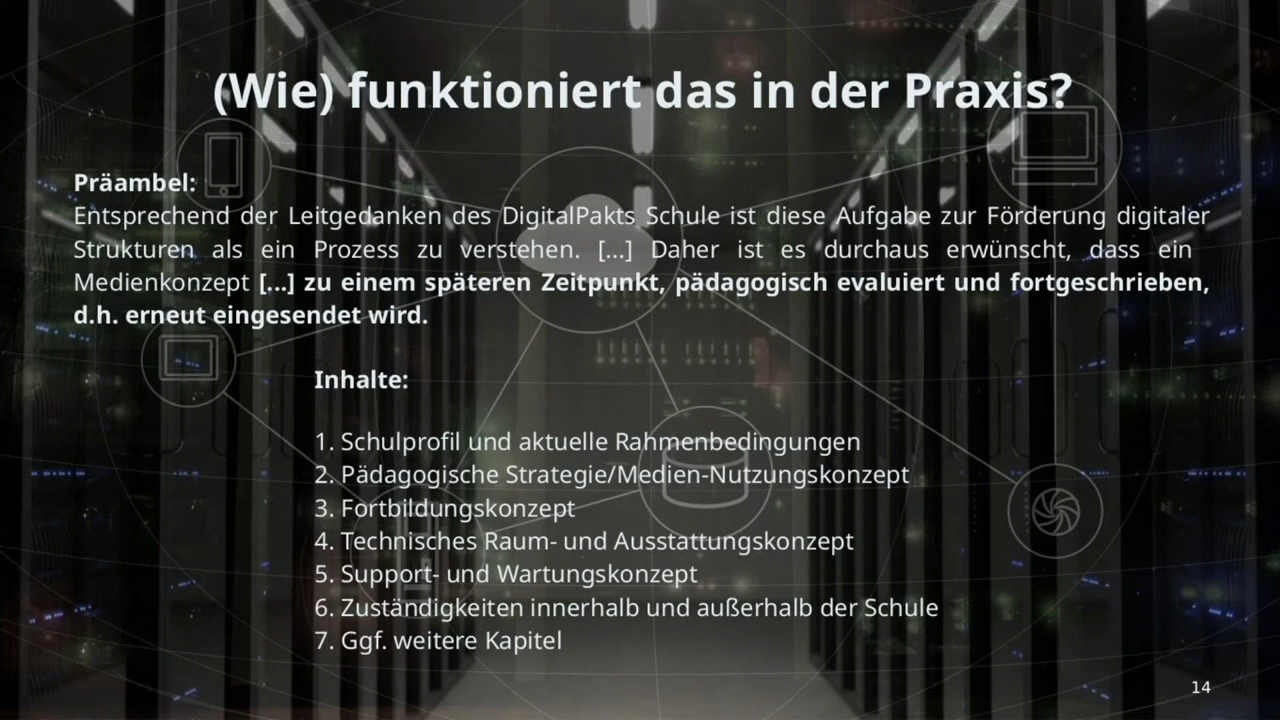 (Wie) funktioniert das in der Praxis?
Präambel:
Entsprechend der Leitgedanken des DigitalPakts Schule ist diese Aufgabe zur Förderung digitaler
Strukturen als ein Prozess zu verstehen. [...] Daher ist es durchaus erwünscht, dass ein
Medienkonzept [...] zu einem späteren Zeitpunkt, pädagogisch evaluiert und fortgeschrieben,
d.h. erneut eingesendet wird.
Inhalte:
1. Schulprofil und aktuelle Rahmenbedingungen
2. Pädagogische Strategie/Medien-Nutzungskonzept
3. Fortbildungskonzept
4. Technisches Raum- und Ausstattungskonzept
5. Support- und Wartungskonzept
6. Zuständigkeiten innerhalb und außerhalb der Schule
7. Ggf. weitere Kapitel
14